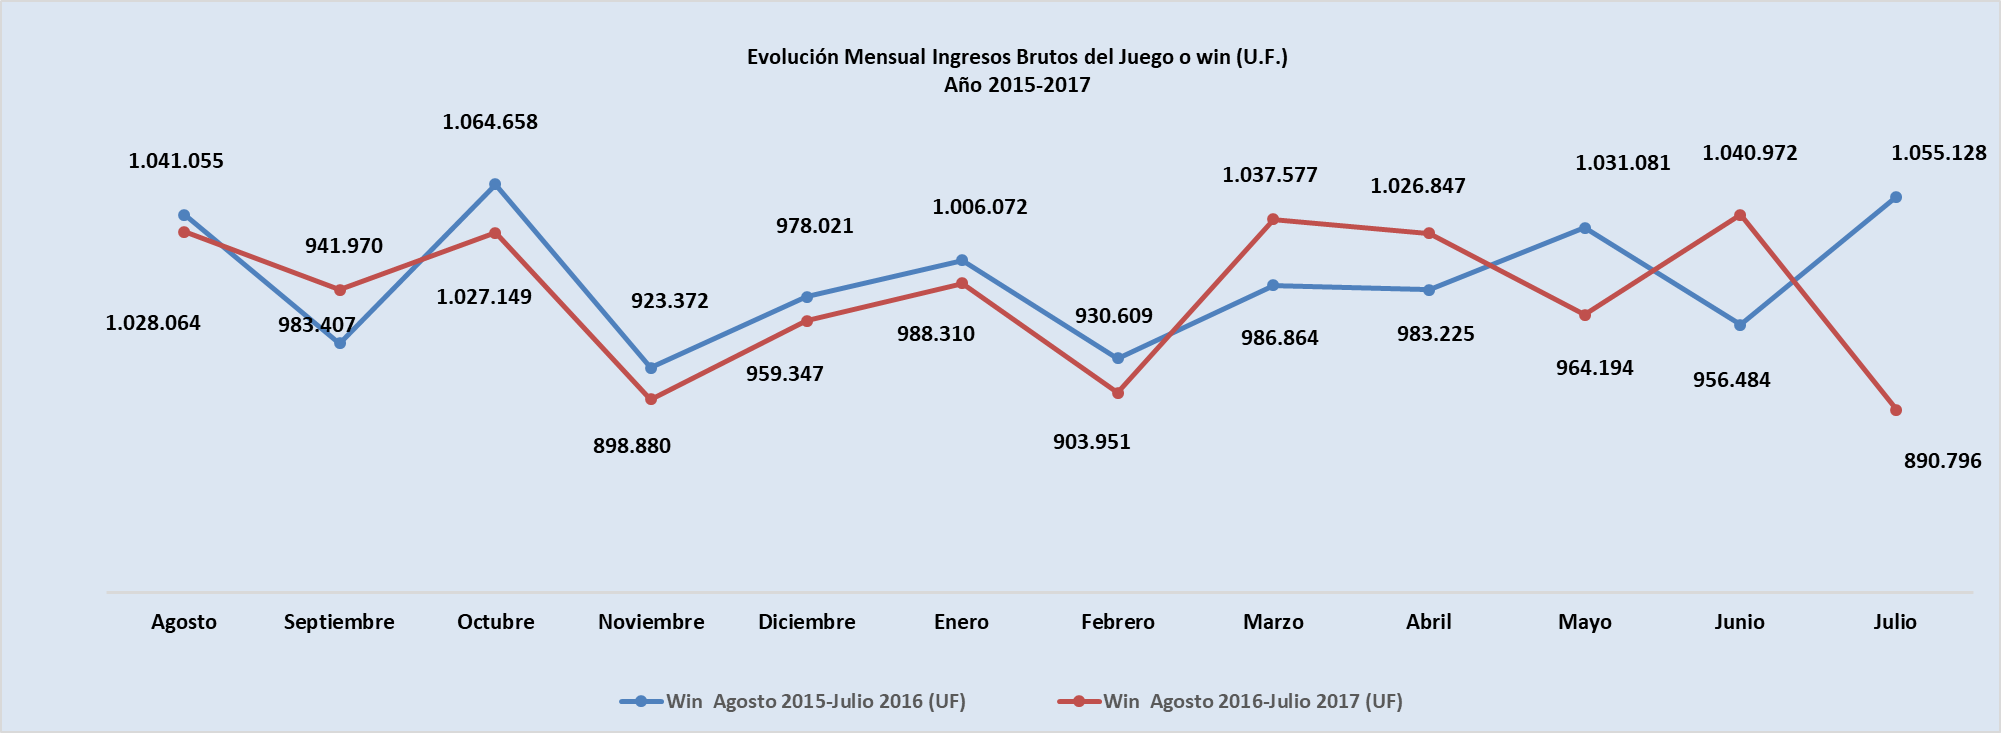 Evolución Mensual Ingresos Brutos del Juego o win (U.F.)
Año 2015-2017
1.041.055
941.970
1.064.658
923.372
978.021
1.006.072
930.609
1.037.577
1.026.847
1.031.081
1.040.972
1.055.128
1.028.064
983.407
1.027.149
898.880
959.347
988.310
903.951
986.864
983.225
964.194
956.484
890.796
Agosto
Septiembre
Octubre
Noviembre
Diciembre
Enero
Febrero
Marzo
Abril
Mayo
Junio
Julio
Win Agosto 2015-Julio 2016 (UF)
Win Agosto 2016-Julio 2017 (UF)